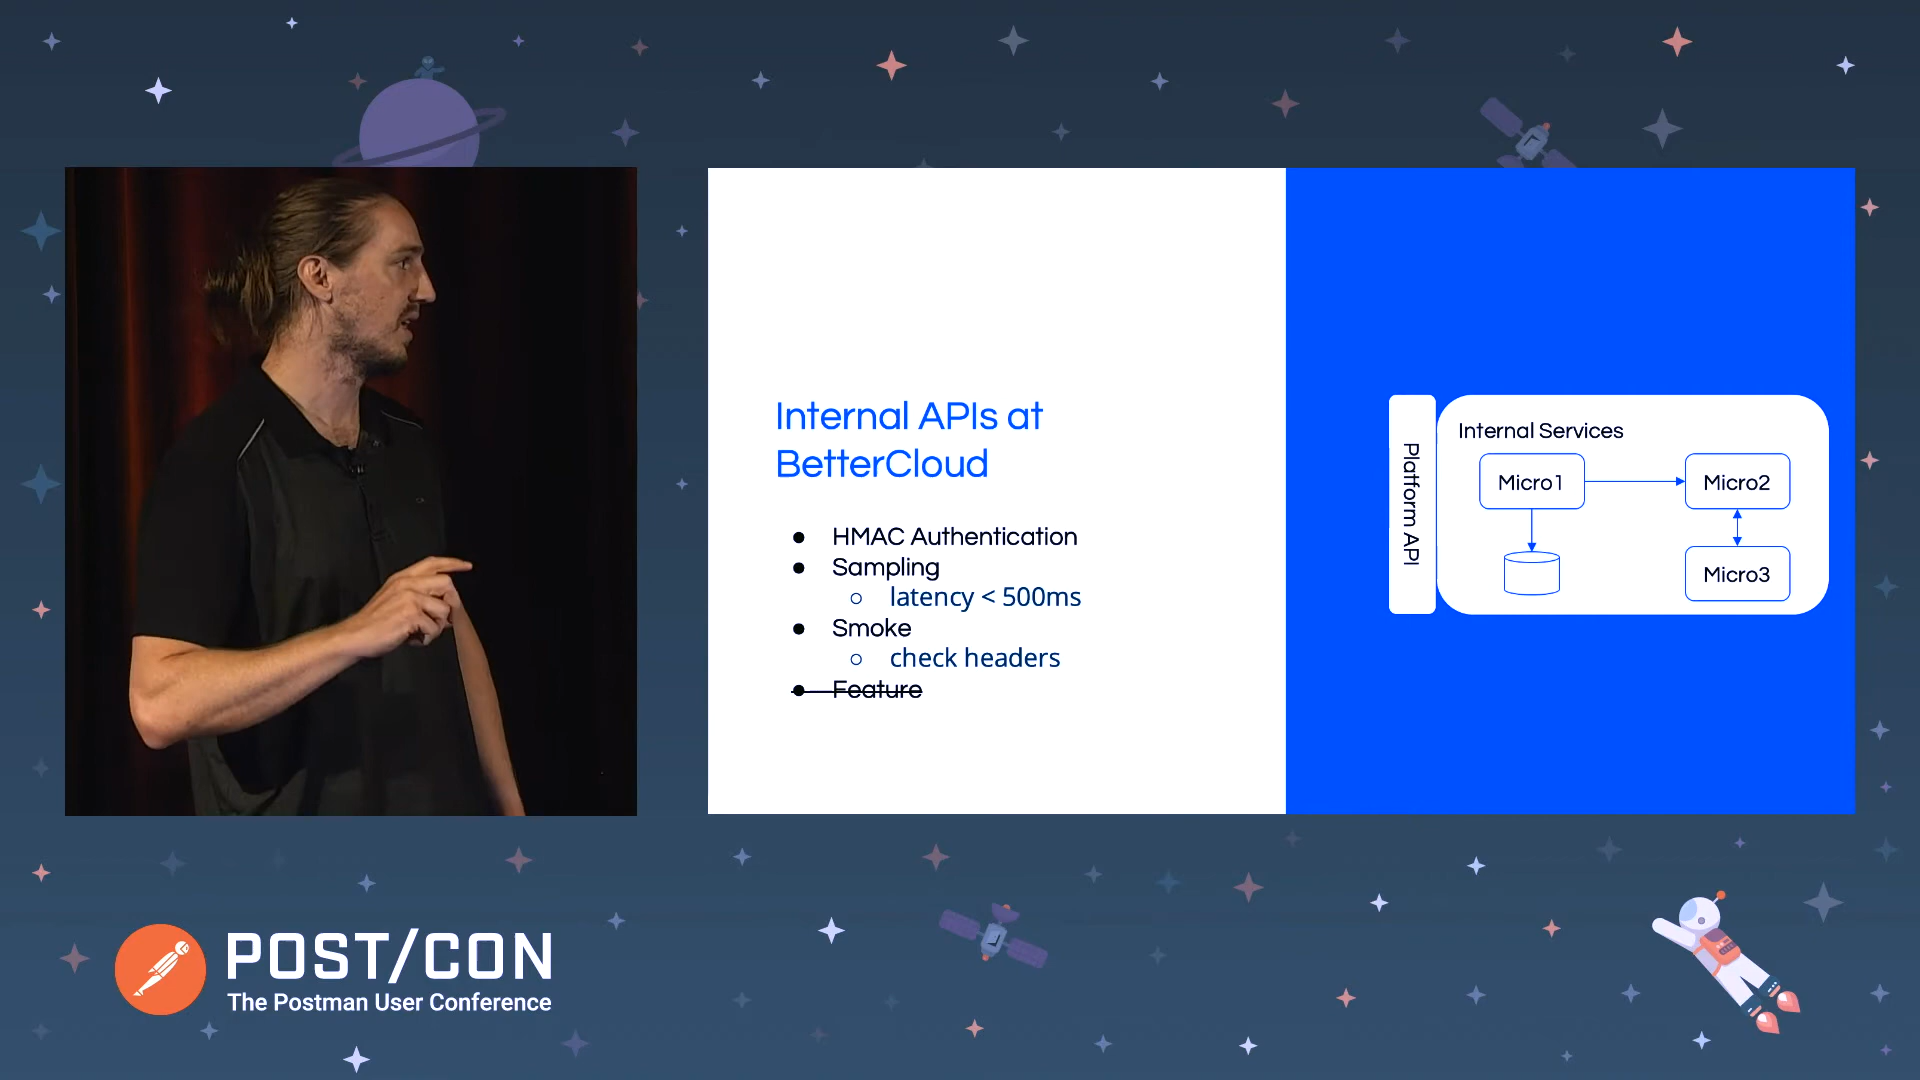 Internal APIs at
BetterCloud
● HMAC Authentication
● Sampling
○ latency < 500ms
● Smoke
○ check headers
● Feature
Platform API
Internal Services
Micro1
Micro2
Micro3
POST/CON
The Postman User Conference